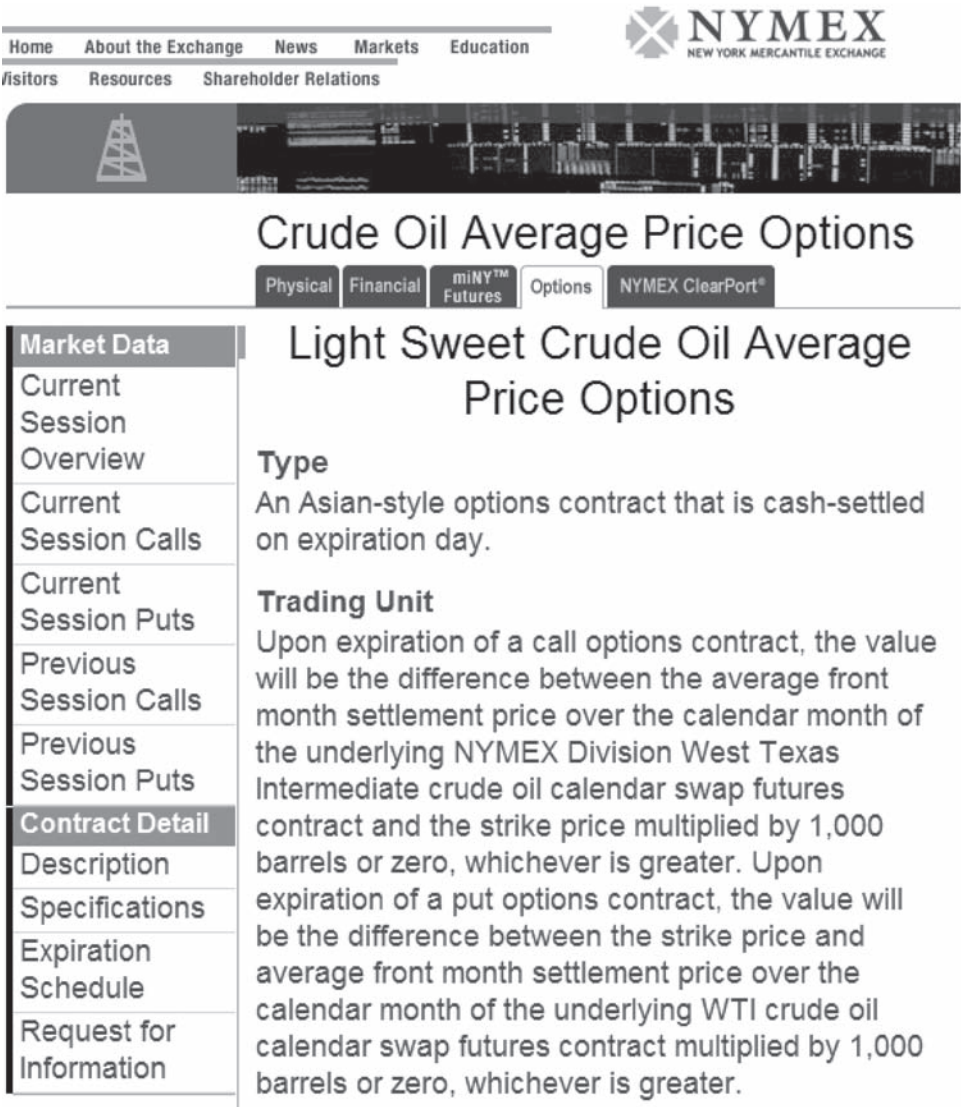 NYMEX
NEW YORK MERCANTILE EXCHANGE
Home About the Exchange News Markets Education
Visitors Resources Shareholder Relations
Crude Oil Average Price Options
Physical Financial miNY™ Futures Options NYMEX ClearPort®
Market Data
Current
Session
Overview
Current
Session Calls
Current
Session Puts
Previous
Session Calls
Previous
Session Puts
Contract Detail
Description
Specifications
Expiration
Schedule
Request for
Information
Light Sweet Crude Oil Average
Price Options
Type
An Asian-style options contract that is cash-settled
on expiration day.
Trading Unit
Upon expiration of a call options contract, the value
will be the difference between the average front
month settlement price over the calendar month of
the underlying NYMEX Division West Texas
Intermediate crude oil calendar swap futures
contract and the strike price multiplied by 1,000
barrels or zero, whichever is greater. Upon
expiration of a put options contract, the value will
be the difference between the strike price and
average front month settlement price over the
calendar month of the underlying WTI crude oil
calendar swap futures contract multiplied by 1,000
barrels or zero, whichever is greater.